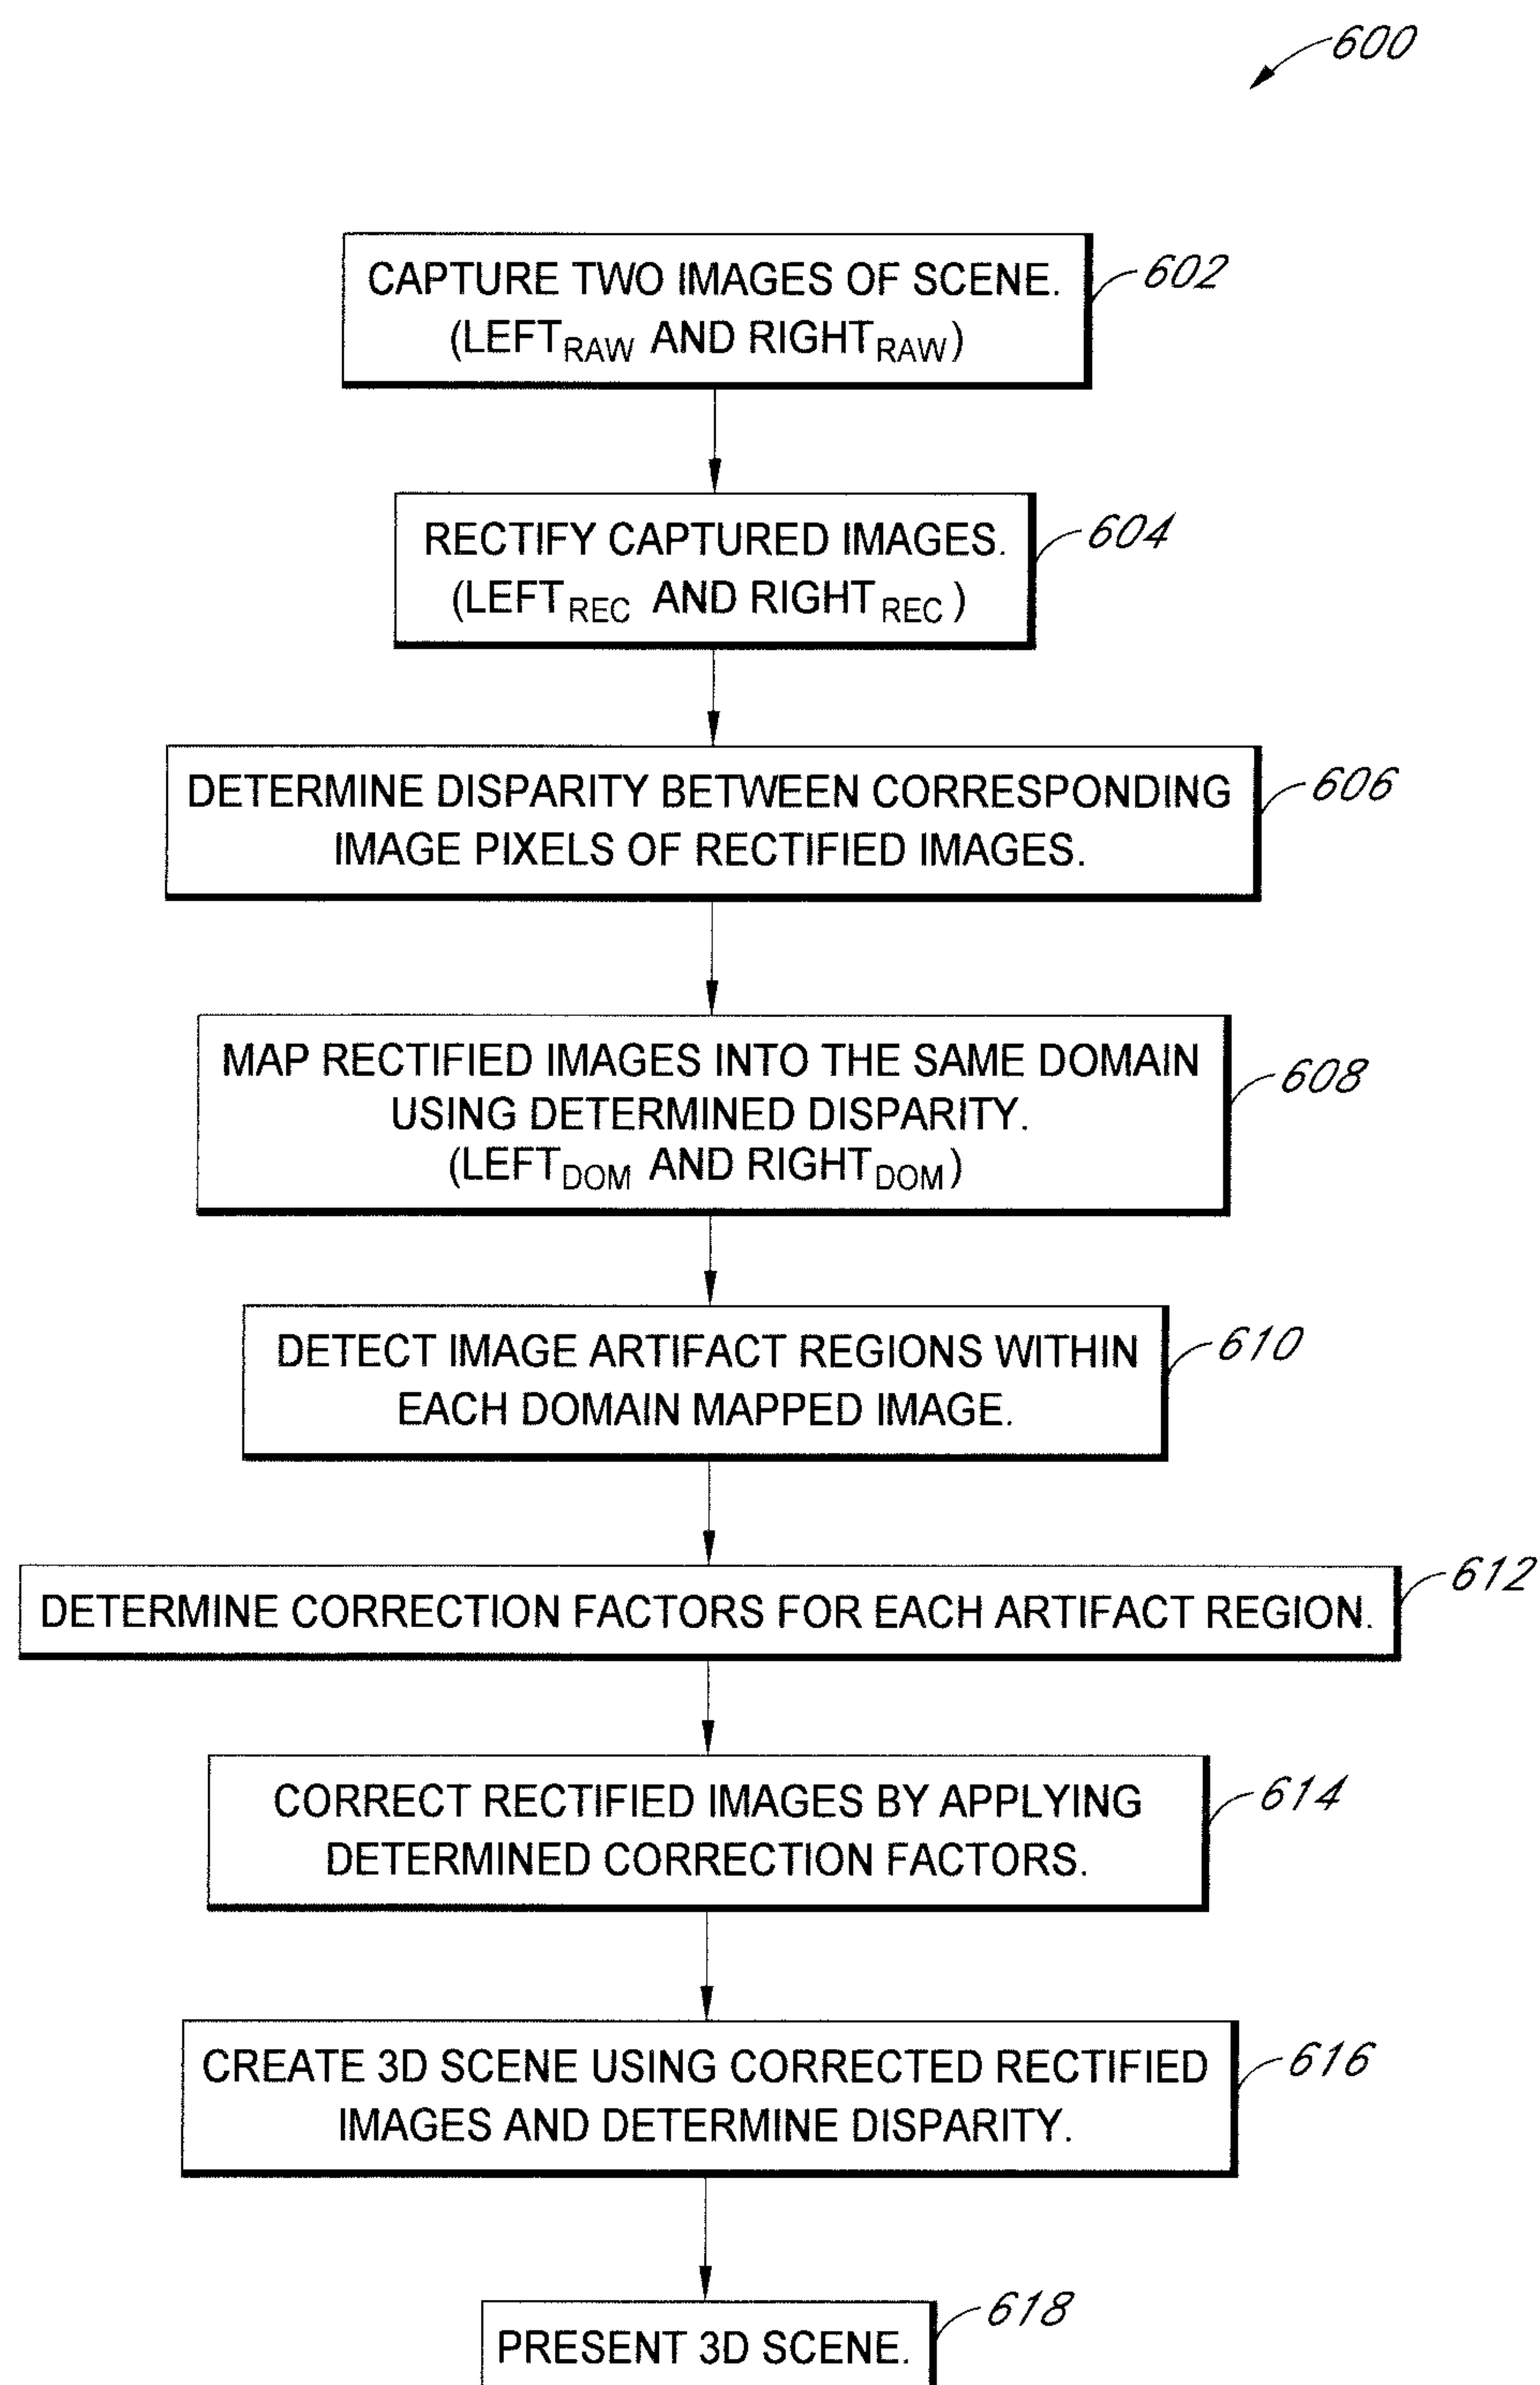 600
CAPTURE TWO IMAGES OF SCENE.
(LEFTRAW AND RIGHTRAW)
602
RECTIFY CAPTURED IMAGES.
(LEFTREC AND RIGHTREC)
604
DETERMINE DISPARITY BETWEEN CORRESPONDING
IMAGE PIXELS OF RECTIFIED IMAGES.
606
MAP RECTIFIED IMAGES INTO THE SAME DOMAIN
USING DETERMINED DISPARITY.
(LEFTDOM AND RIGHTDOM)
608
DETECT IMAGE ARTIFACT REGIONS WITHIN
EACH DOMAIN MAPPED IMAGE.
610
DETERMINE CORRECTION FACTORS FOR EACH ARTIFACT REGION.
612
CORRECT RECTIFIED IMAGES BY APPLYING
DETERMINED CORRECTION FACTORS.
614
CREATE 3D SCENE USING CORRECTED RECTIFIED
IMAGES AND DETERMINE DISPARITY.
616
PRESENT 3D SCENE.
618